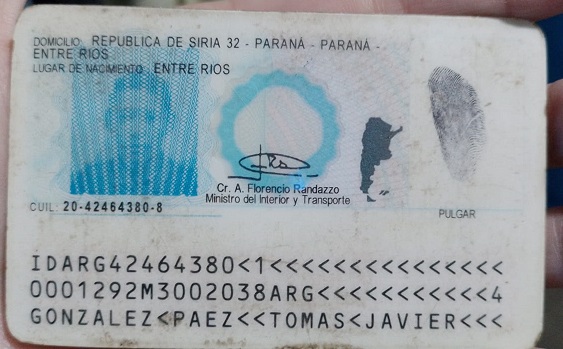 DOMICILIO: REPUBLICA DE SIRIA 32 - PARANÁ - PARANÁ -
ENTRE RIOS
LUGAR DE NACIMIENTO: ENTRE RIOS
Cr. A. Florencio Randazzo
Ministro del Interior y Transporte
CUIL: 20-42464380-8
PULGAR
IDARG42464380<1<<<<<<<<<<<<<<<
0001292M3002038ARG<<<<<<<<<<<4
GONZALEZ<PAEZ<<TOMAS<JAVIER<<<